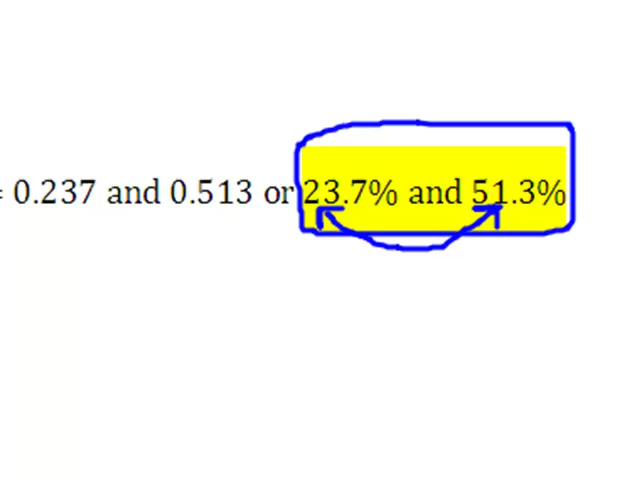 = 0.237 and 0.513 or 23.7% and 51.3%